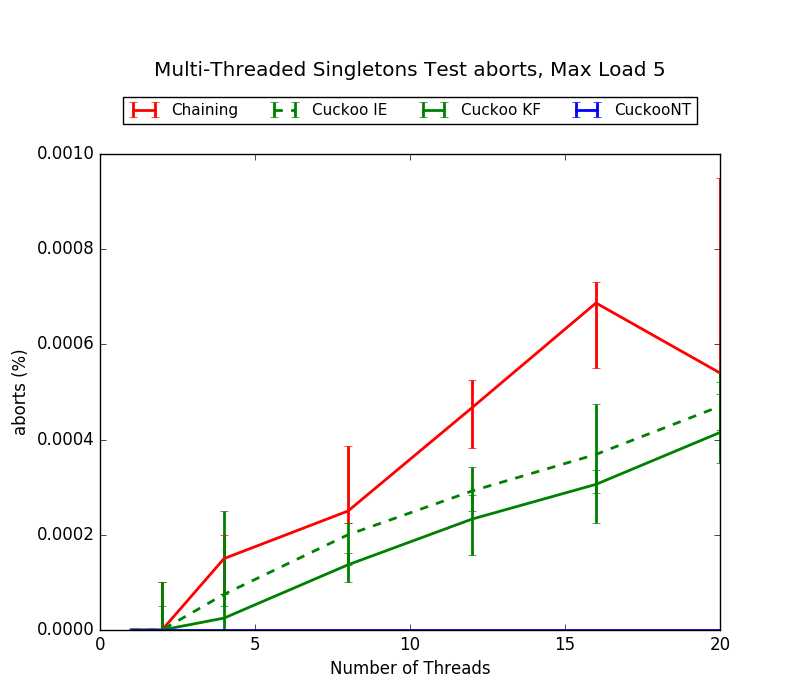 Multi-Threaded Singletons Test aborts, Max Load 5
Chaining Cuckoo IE Cuckoo KF CuckooNT
0.0010
0.0008
0.0006
0.0004
0.0002
0.0000
aborts (%)
0 5 10 15 20
Number of Threads